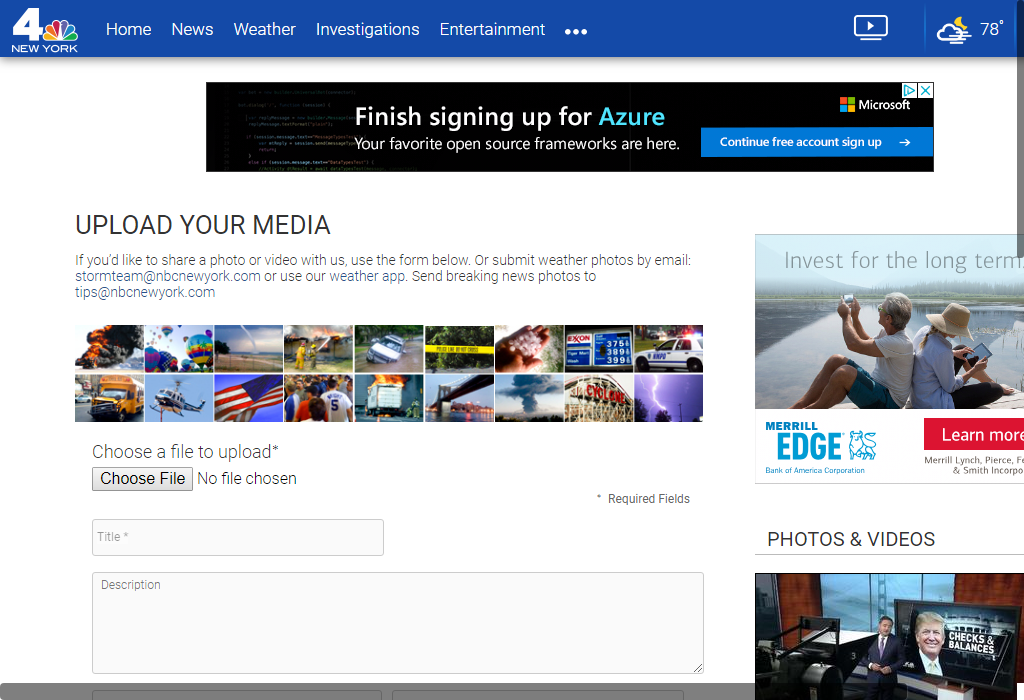 4
NEW YORK
Home
News
Weather
Investigations
Entertainment
78°
Finish signing up for Azure
Your favorite open source frameworks are here.
Microsoft
Continue free account sign up →
UPLOAD YOUR MEDIA
If you'd like to share a photo or video with us, use the form below. Or submit weather photos by email:
stormteam@nbcnewyork.com or use our weather app. Send breaking news photos to
tips@nbcnewyork.com
EXXON
CYCLONE
Choose a file to upload*
Choose File No file chosen
* Required Fields
Title *
Description
Invest for the long term.
MERRILL
EDGE
Bank of America Corporation
Learn more
Merrill Lynch, Pierce, Fe
& Smith Incorpo
PHOTOS & VIDEOS
CHECKS &
BALANCES